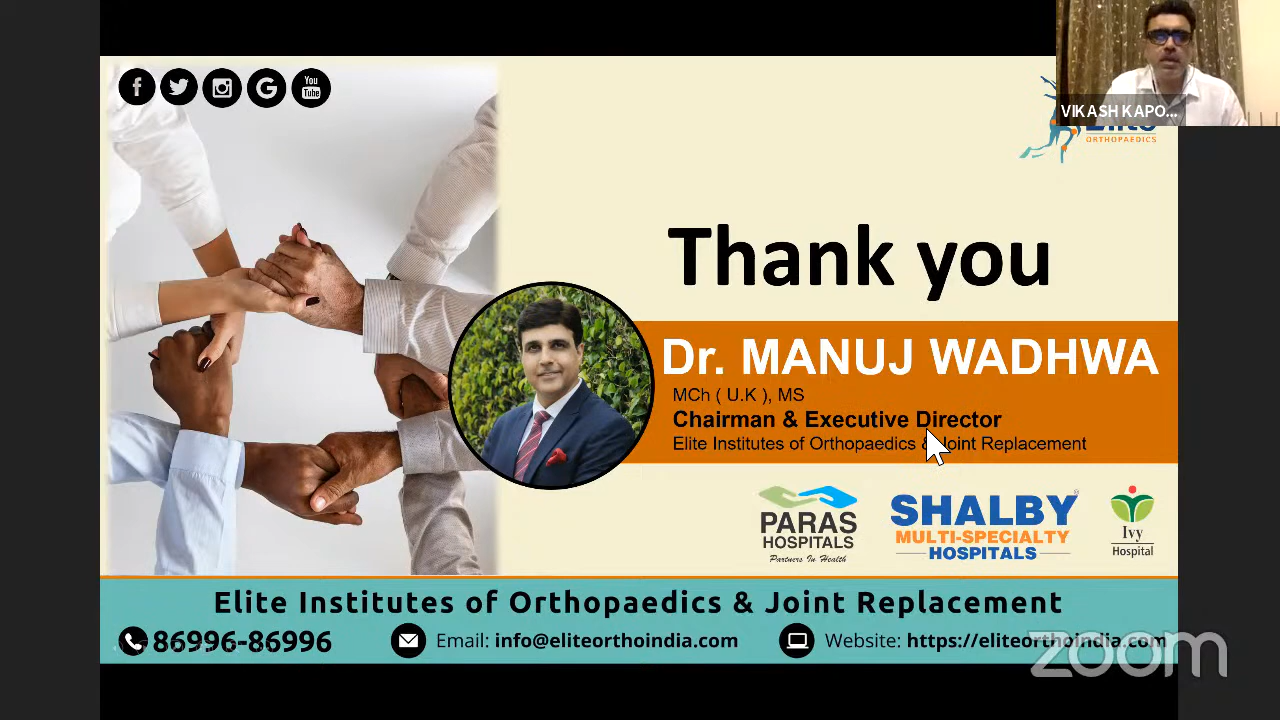 f
G
You
Tube
VIKASH KAPO...
ORTHOPAEDICS
Thank you
Dr. MANUJ WADHWA
MCh ( U.K ), MS
Chairman & Executive Director
Elite Institutes of Orthopaedics & Joint Replacement
PARAS
HOSPITALS
Partners In Health
SHALBY®
MULTI-SPECIALTY
HOSPITALS
Ivy
Hospital
Elite Institutes of Orthopaedics & Joint Replacement
86996-86996
Email: info@eliteorthoindia.com
Website: https://eliteorthoindia.com
zoom